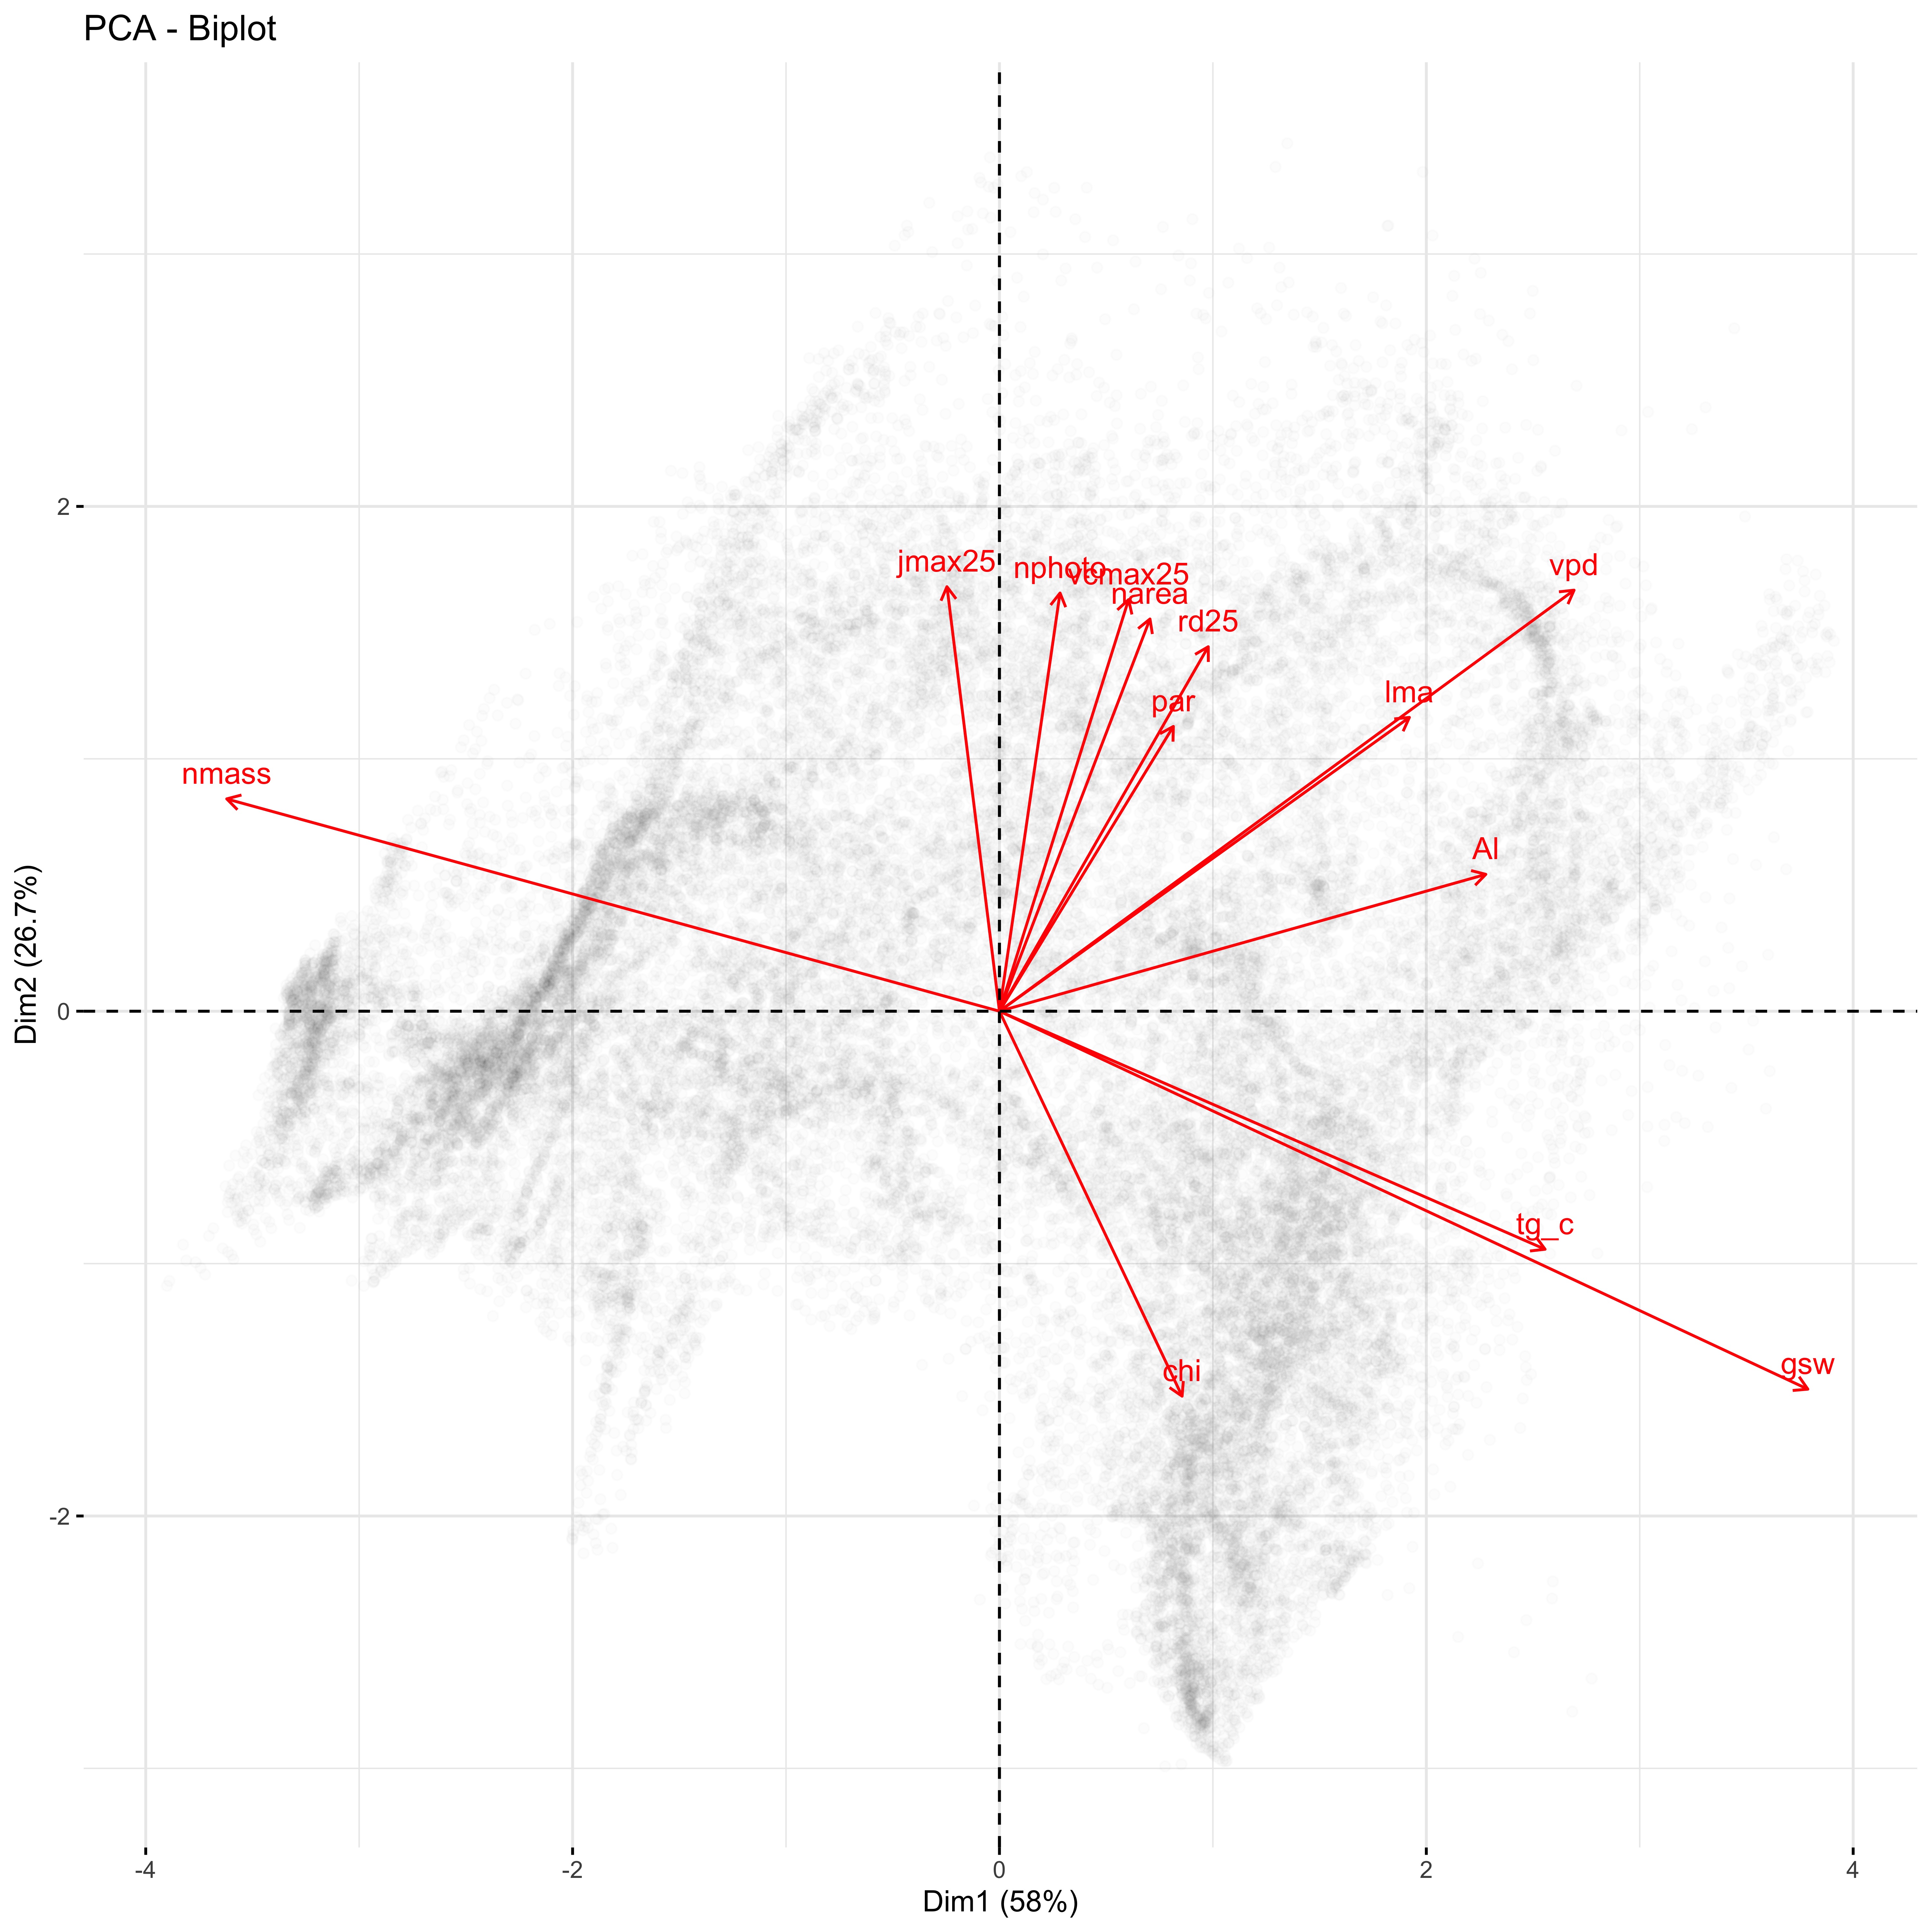 PCA - Biplot
jmax25
nphoto
vcmax25
narea
rd25
vpd
lma
par
nmass
AI
tg_c
gsw
chi
Dim2 (26.7%)
2
0
-2
-4
-2
0
2
4
Dim1 (58%)